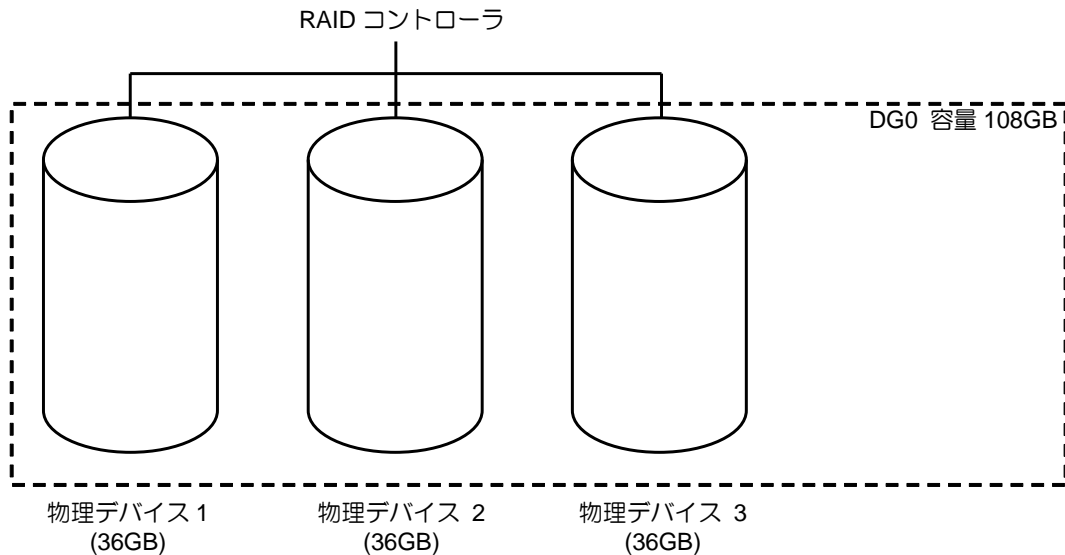 RAID コントローラ
DG0 容量 108GB
物理デバイス 1
(36GB)
物理デバイス 2
(36GB)
物理デバイス 3
(36GB)